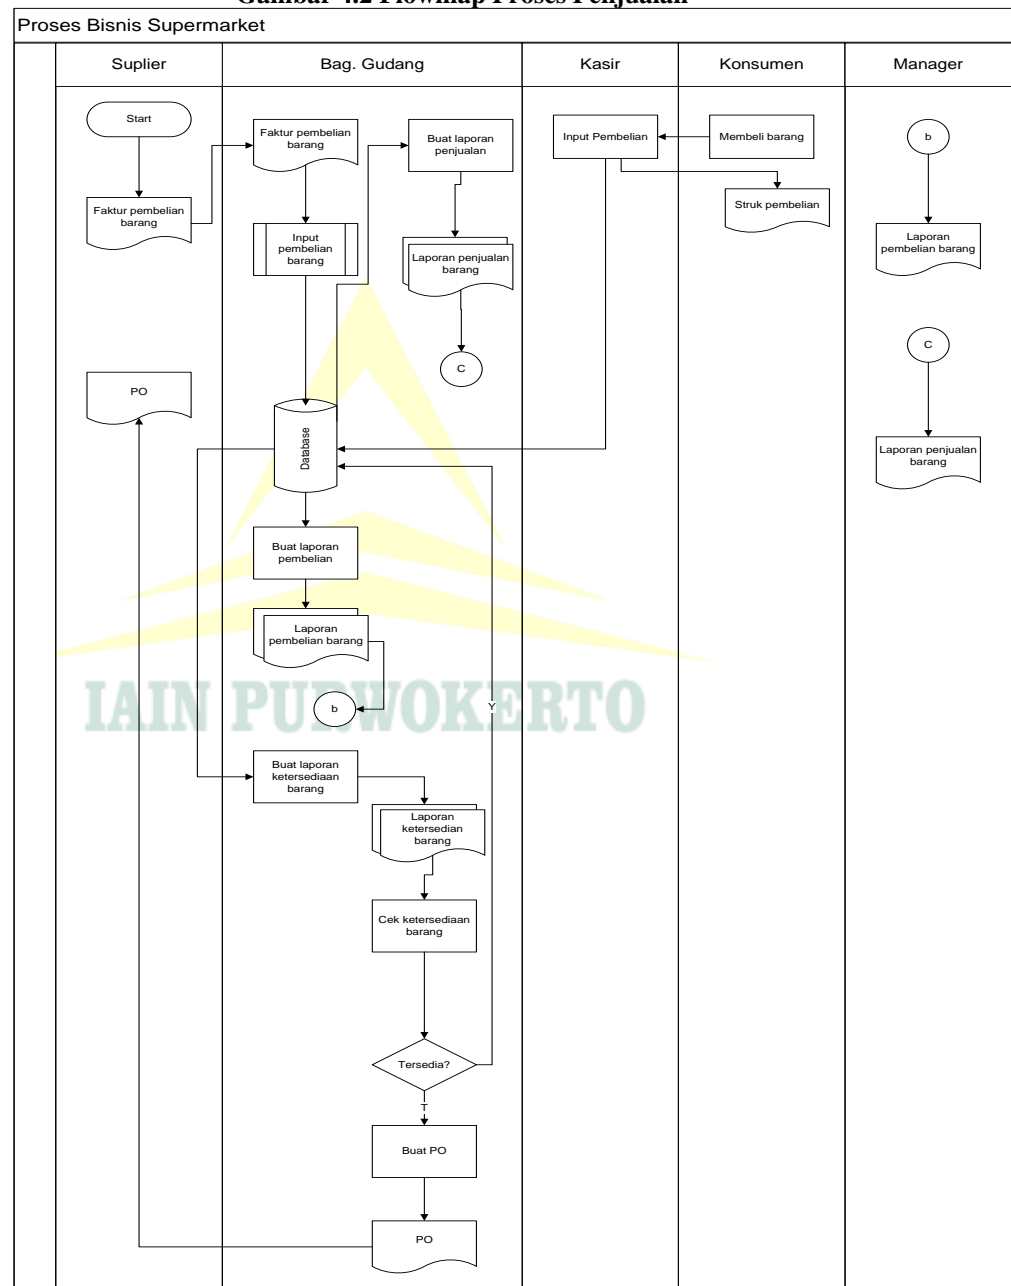 Gambar 4.2 Flowmap Proses Penjualan
Proses Bisnis Supermarket
Suplier
Bag. Gudang
Kasir
Konsumen
Manager
Start
Faktur pembelian
barang
Faktur pembelian
barang
Input
pembelian
barang
Buat laporan
penjualan
Laporan penjualan
barang
C
Input Pembelian
Membeli barang
Struk pembelian
b
Laporan
pembelian barang
C
Laporan penjualan
barang
PO
Database
Buat laporan
pembelian
Laporan
pembelian barang
b
IAIN PURWOKERTO
Y
Buat laporan
ketersediaan
barang
Laporan
ketersedian
barang
Cek ketersediaan
barang
Tersedia?
T
Buat PO
PO